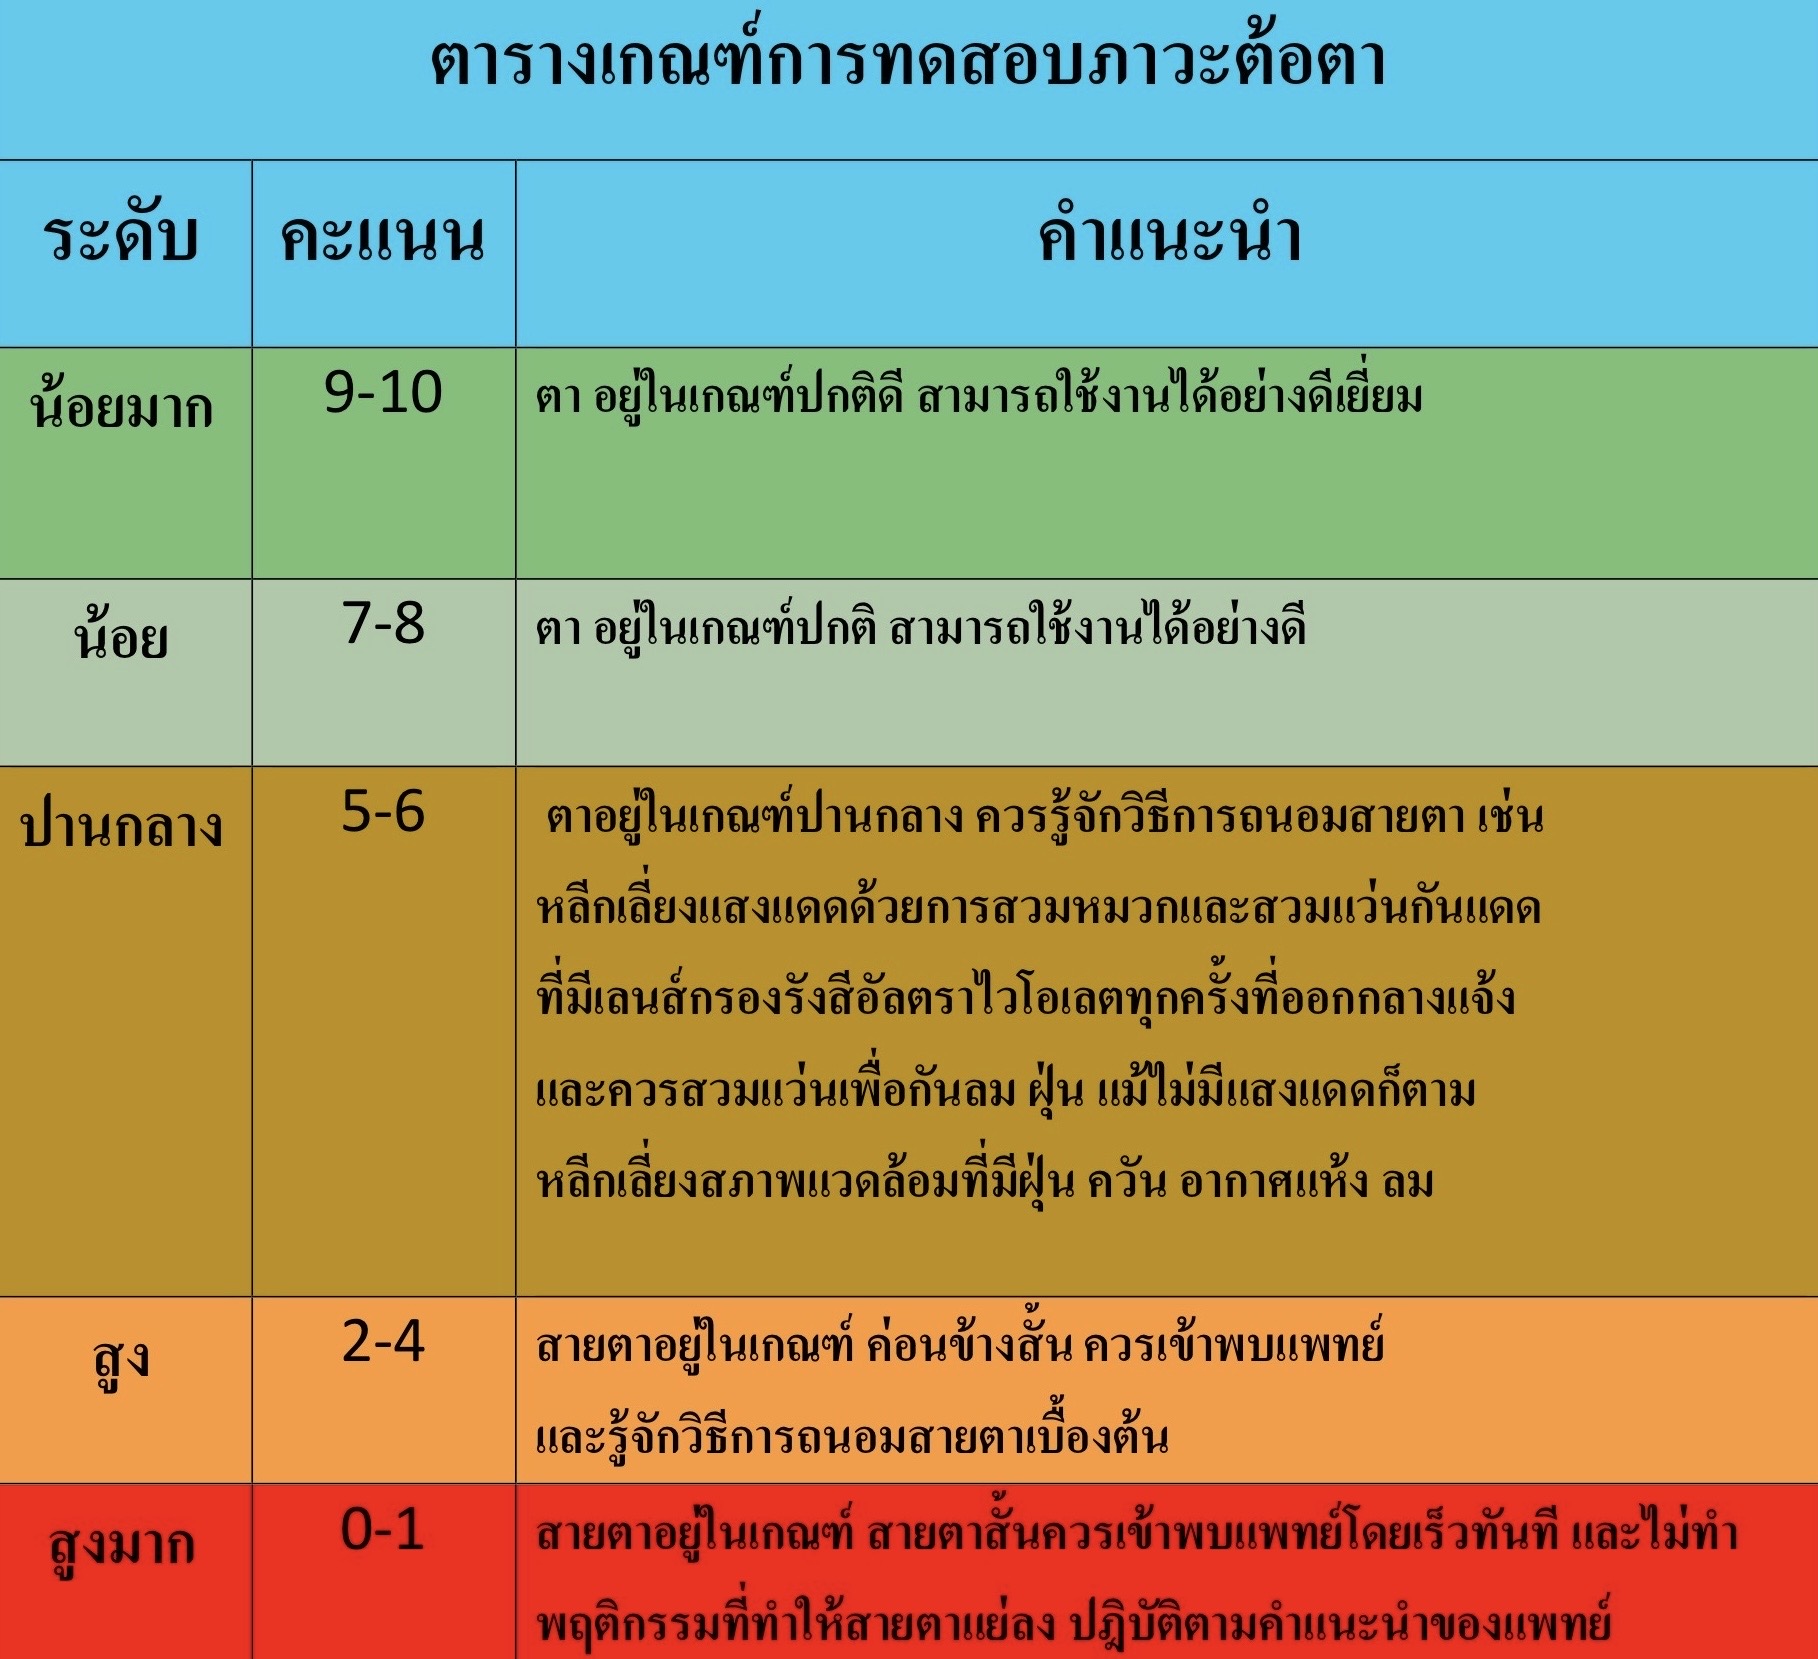 ตารางเกณฑ์การทดสอบภาวะต้อตา
ระดับ คะแนน คำแนะนำ
น้อยมาก 9-10 ตา อยู่ในเกณฑ์ปกติดี สามารถใช้งานได้อย่างดีเยี่ยม
น้อย 7-8 ตา อยู่ในเกณฑ์ปกติ สามารถใช้งานได้อย่างดี
ปานกลาง 5-6 ตาอยู่ในเกณฑ์ปานกลาง ควรรู้จักวิธีการถนอมสายตา เช่น
หลีกเลี่ยงแสงแดดด้วยการสวมหมวกและสวมแว่นกันแดด
ที่มีเลนส์กรองรังสีอัลตราไวโอเลตทุกครั้งที่ออกกลางแจ้ง
และควรสวมแว่นเพื่อกันลม ฝุ่น แม้ไม่มีแสงแดดก็ตาม
หลีกเลี่ยงสภาพแวดล้อมที่มีฝุ่น ควัน อากาศแห้ง ลม
สูง 2-4 สายตาอยู่ในเกณฑ์ ค่อนข้างสั้น ควรเข้าพบแพทย์
และรู้จักวิธีการถนอมสายตาเบื้องต้น
สูงมาก 0-1 สายตาอยู่ในเกณฑ์ สายตาสั้นควรเข้าพบแพทย์โดยเร็วทันที และไม่ทำ
พฤติกรรมที่ทำให้สายตาแย่ลง ปฎิบัติตามคำแนะนำของแพทย์